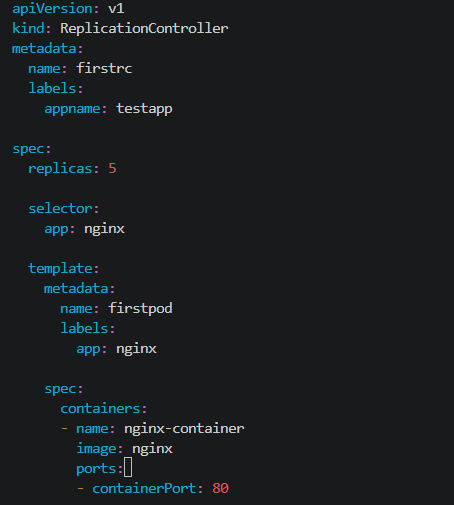 apiVersion: v1
kind: ReplicationController
metadata:
  name: firstrc
  labels:
    appname: testapp

spec:
  replicas: 5

  selector:
    app: nginx

  template:
    metadata:
      name: firstpod
      labels:
        app: nginx

    spec:
      containers:
      - name: nginx-container
        image: nginx
        ports:
        - containerPort: 80